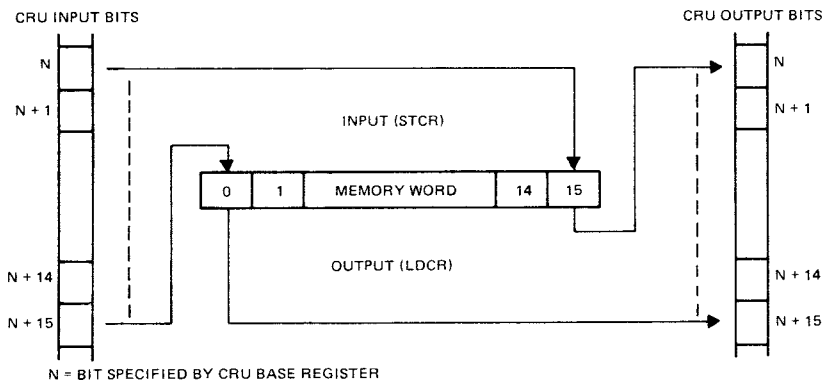 CRU INPUT BITS
CRU OUTPUT BITS
N
N
N + 1
N + 1
INPUT (STCR)
0 1 MEMORY WORD 14 15
OUTPUT (LDCR)
N + 14
N + 14
N + 15
N + 15
N = BIT SPECIFIED BY CRU BASE REGISTER